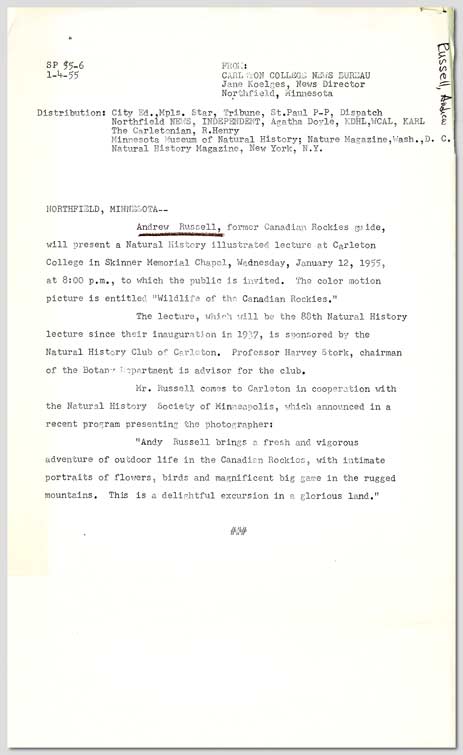 Russell, Andrew
SP 55-6
1-4-55
FROM:
CARLETON COLLEGE NEWS BUREAU
Jane Koelges, News Director
Northfield, Minnesota
Distribution: City Ed.,Mpls. Star, Tribune, St.Paul P-P, Dispatch
Northfield NEWS, INDEPENDENT, Agatha Doyle, KDHL,WCAL, KARL
The Carletonian, R.Henry
Minnesota Museum of Natural History; Nature Magazine,Wash.,D. C.
Natural History Magazine, New York, N.Y.
NORTHFIELD, MINNESOTA--
Andrew Russell, former Canadian Rockies guide,
will present a Natural History illustrated lecture at Carleton
College in Skinner Memorial Chapel, Wednesday, January 12, 1955,
at 8:00 p.m., to which the public is invited. The color motion
picture is entitled "Wildlife of the Canadian Rockies."
The lecture, which will be the 88th Natural History
lecture since their inauguration in 1937, is sponsored by the
Natural History Club of Carleton. Professor Harvey Stork, chairman
of the Botany Department is advisor for the club.
Mr. Russell comes to Carleton in cooperation with
the Natural History Society of Minneapolis, which announced in a
recent program presenting the photographer:
"Andy Russell brings a fresh and vigorous
adventure of outdoor life in the Canadian Rockies, with intimate
portraits of flowers, birds and magnificent big game in the rugged
mountains. This is a delightful excursion in a glorious land."
###